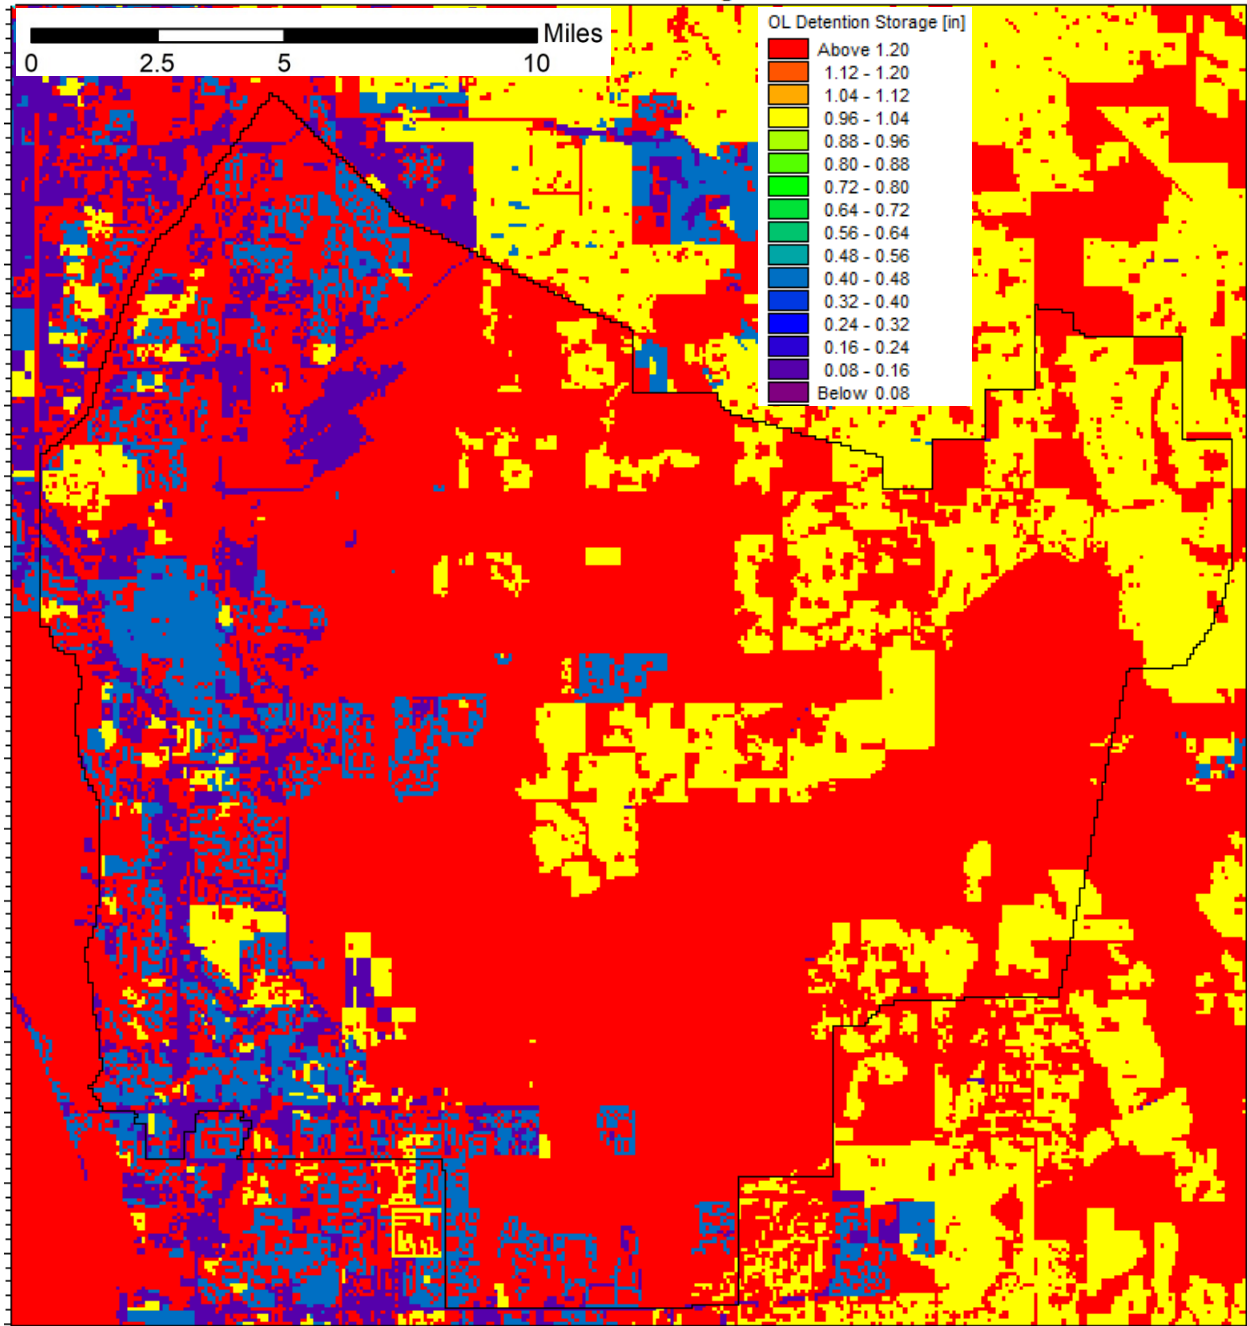 Miles
0 2.5 5 10
OL Detention Storage [in]
Above 1.20
1.12 - 1.20
1.04 - 1.12
0.96 - 1.04
0.88 - 0.96
0.80 - 0.88
0.72 - 0.80
0.64 - 0.72
0.56 - 0.64
0.48 - 0.56
0.40 - 0.48
0.32 - 0.40
0.24 - 0.32
0.16 - 0.24
0.08 - 0.16
Below 0.08